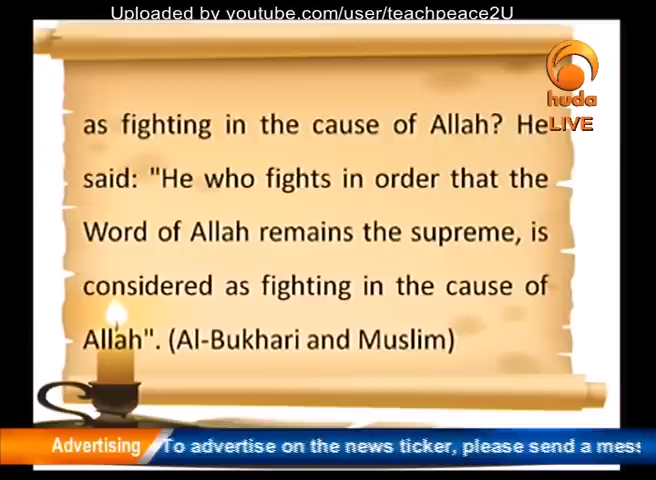 Uploaded by youtube.com/user/teachpeace2U
huda
LIVE
as fighting in the cause of Allah? He
said: "He who fights in order that the
Word of Allah remains the supreme, is
considered as fighting in the cause of
Allah". (Al-Bukhari and Muslim)
Advertising To advertise on the news ticker, please send a mess